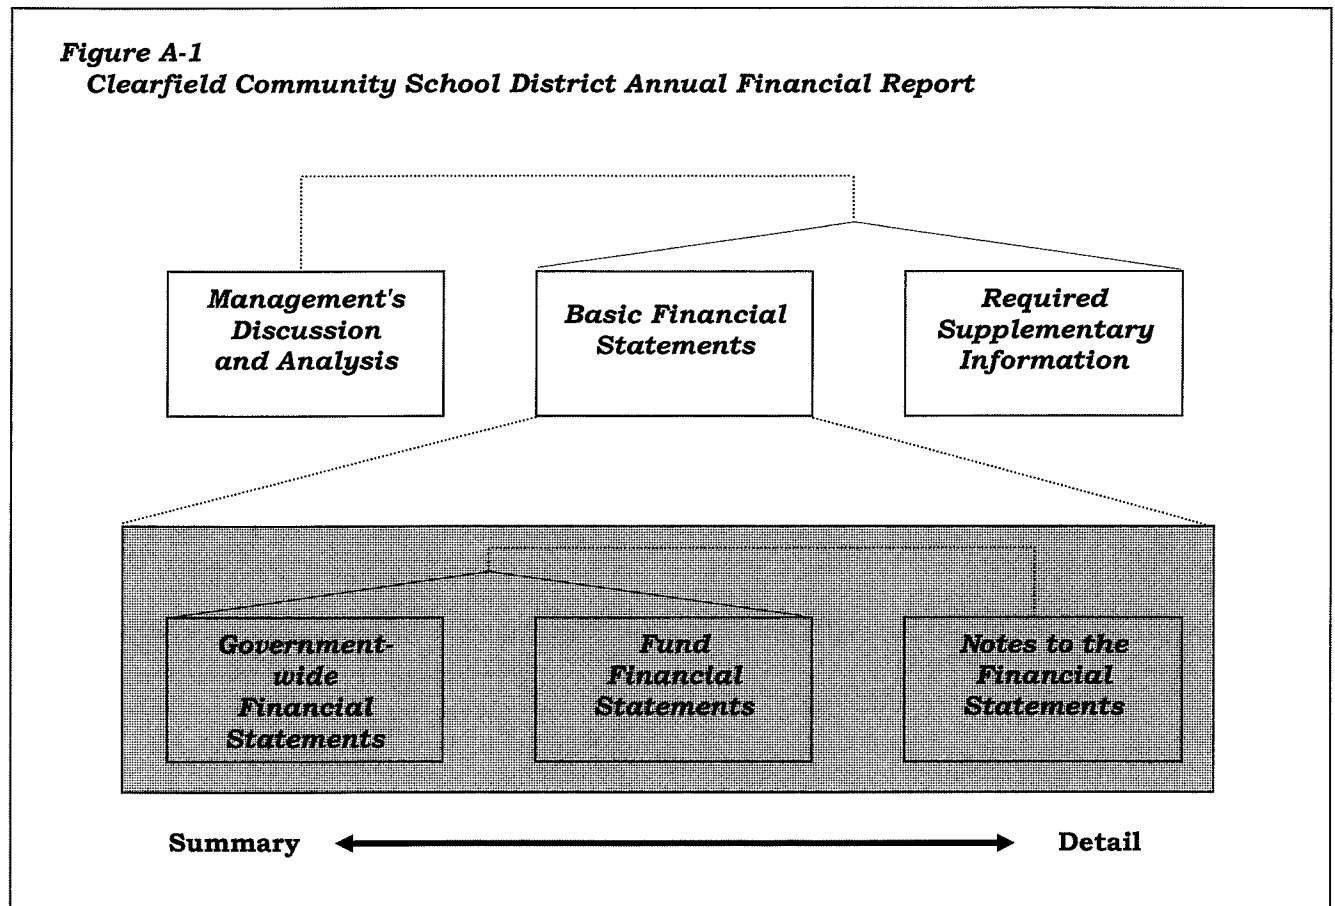 Figure A-1
Clearfield Community School District Annual Financial Report
Management's
Discussion
and Analysis
Basic Financial
Statements
Required
Supplementary
Information
Government-
wide
Financial
Statements
Fund
Financial
Statements
Notes to the
Financial
Statements
Summary
Detail